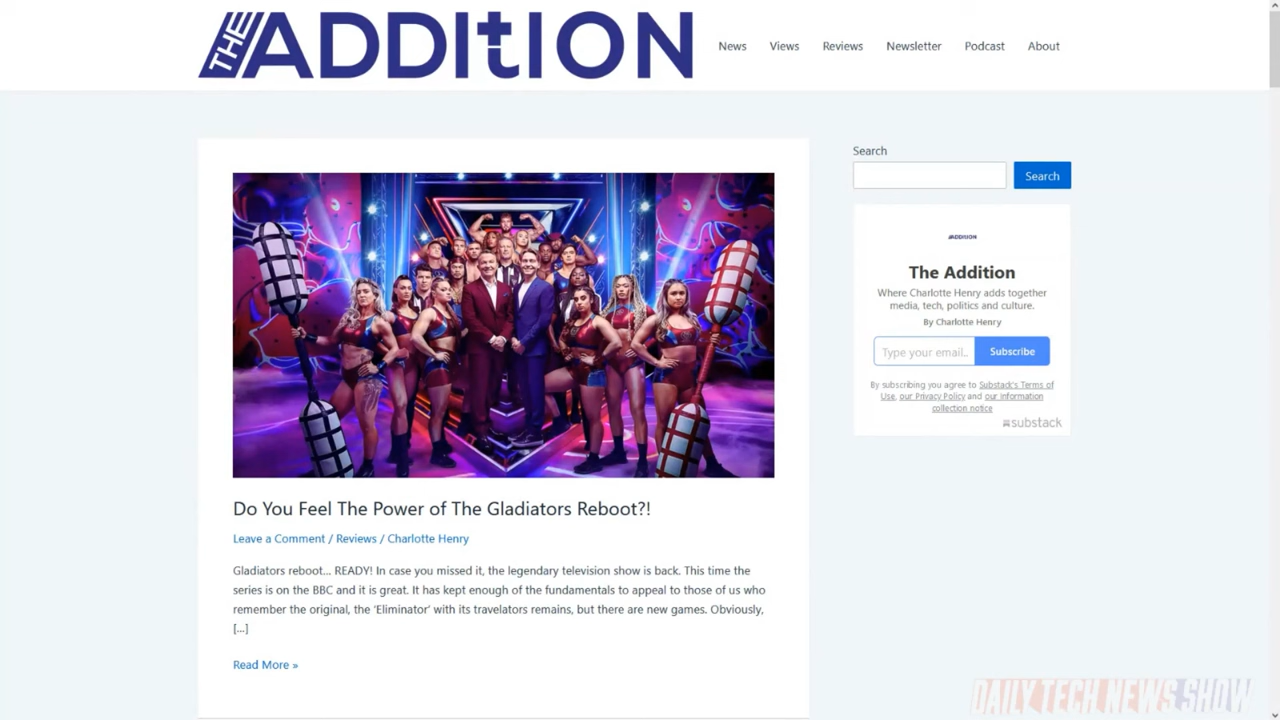 THE ADDItION
News Views Reviews Newsletter Podcast About
Search
Search
ADDItION
The Addition
Where Charlotte Henry adds together
media, tech, politics and culture.
By Charlotte Henry
Type your email.. Subscribe
By subscribing you agree to Substack's Terms of
Use, our Privacy Policy and our information
collection notice
substack
Do You Feel The Power of The Gladiators Reboot?!
Leave a Comment / Reviews / Charlotte Henry
Gladiators reboot... READY! In case you missed it, the legendary television show is back. This time the
series is on the BBC and it is great. It has kept enough of the fundamentals to appeal to those of us who
remember the original, the ‘Eliminator’ with its travelators remains, but there are new games. Obviously,
[...]
Read More »
DAILY TECH NEWS SHOW